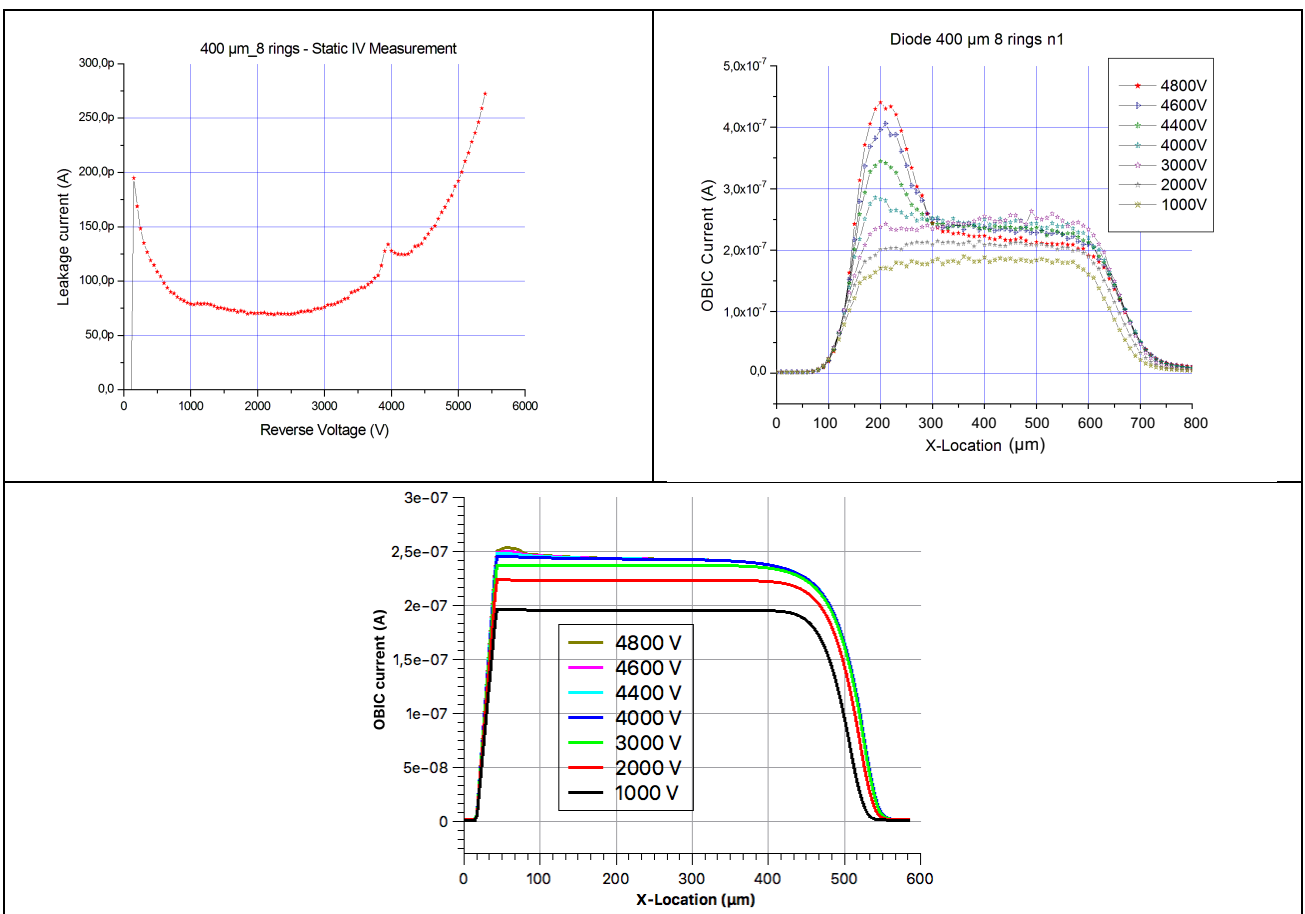 400 µm_8 rings - Static IV Measurement
300,0p
250,0p
200,0p
150,0p
100,0p
50,0p
0,0
0 1000 2000 3000 4000 5000 6000
Leakage current (A)
Reverse Voltage (V)
Diode 400 µm 8 rings n1
5,0x10⁻⁷
4,0x10⁻⁷
3,0x10⁻⁷
2,0x10⁻⁷
1,0x10⁻⁷
0,0
0 100 200 300 400 500 600 700 800
OBIC Current (A)
X-Location (µm)
4800V
4600V
4400V
4000V
3000V
2000V
1000V
3e-07
2,5e-07
2e-07
1,5e-07
1e-07
5e-08
0
0 100 200 300 400 500 600
OBIC current (A)
X-Location (µm)
4800 V
4600 V
4400 V
4000 V
3000 V
2000 V
1000 V